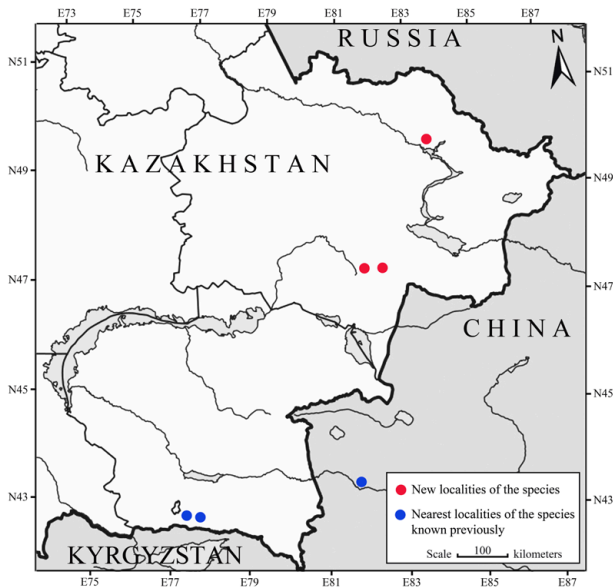 E73 E75 E77 E79 E81 E83 E85 E87
RUSSIA
N
N51 N51
KAZAKHSTAN
N49 N49
N47 N47
CHINA
N45 N45
New localities of the species
Nearest localities of the species
known previously
Scale 100 kilometers
N43 N43
KYRGYZSTAN
E75 E77 E79 E81 E83 E85 E87